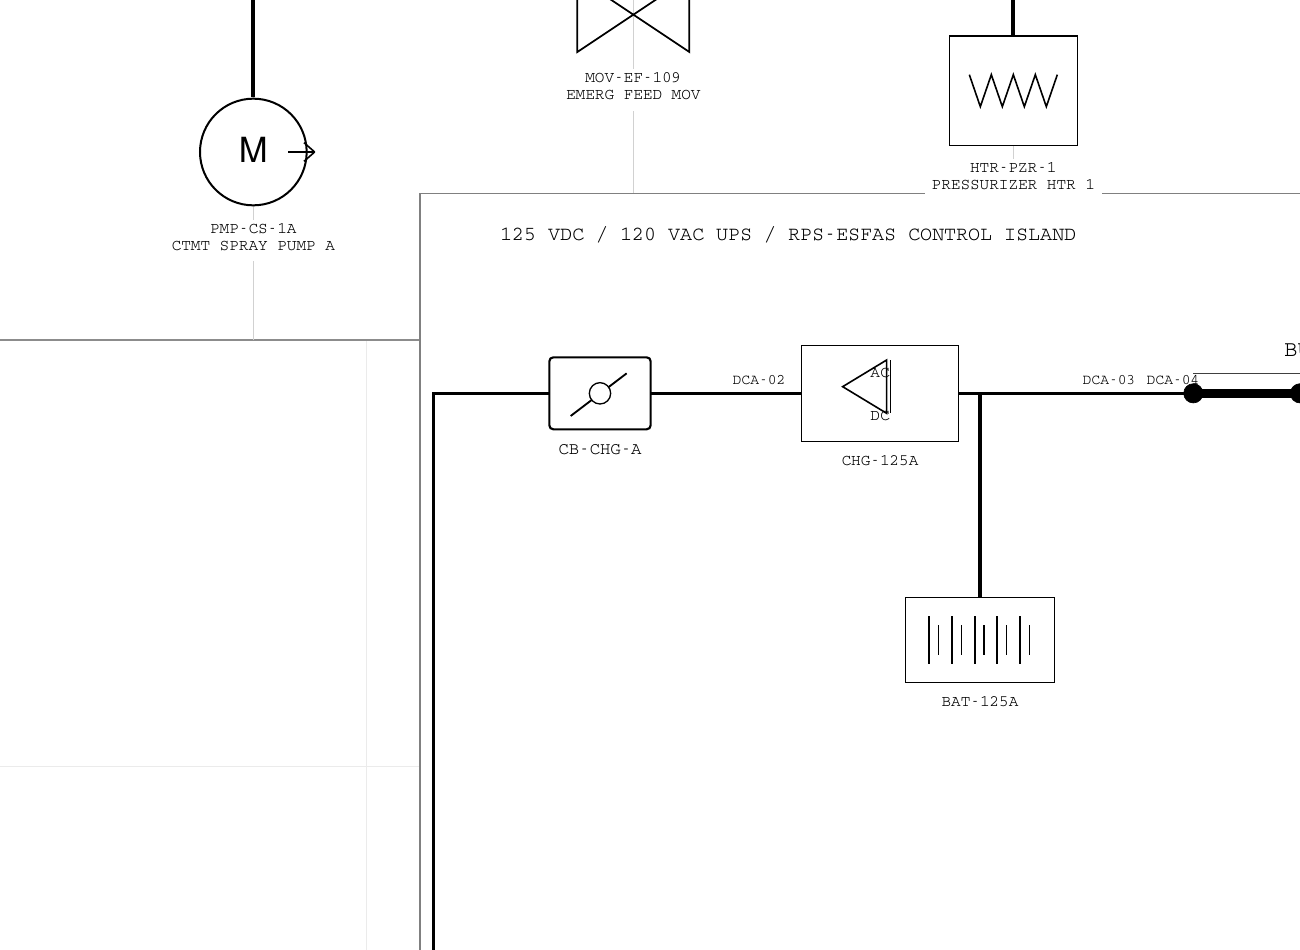 MOV-EF-109
EMERG FEED MOV
M
HTR-PZR-1
PRESSURIZER HTR 1
PMP-CS-1A
CTMT SPRAY PUMP A
125 VDC / 120 VAC UPS / RPS-ESFAS CONTROL ISLAND
DCA-02
AC
DC
DCA-03
DCA-04
CB-CHG-A
CHG-125A
BAT-125A